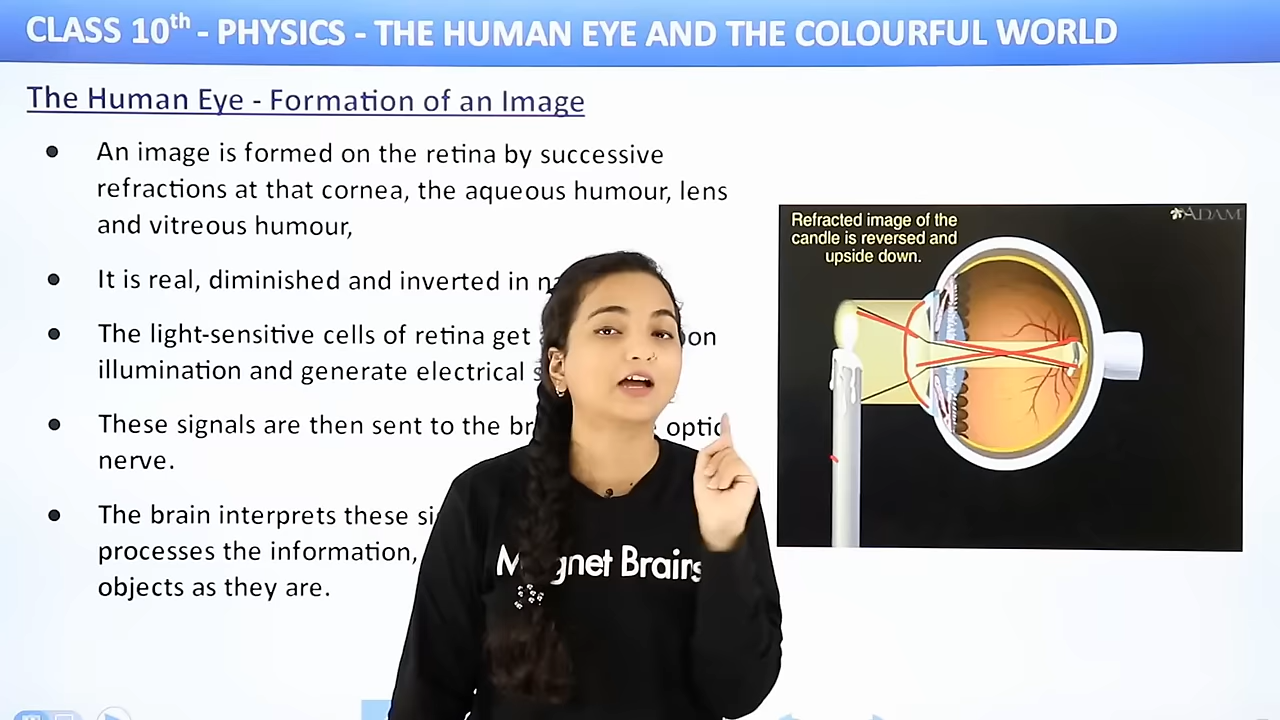 CLASS 10th - PHYSICS - THE HUMAN EYE AND THE COLOURFUL WORLD
The Human Eye - Formation of an Image
An image is formed on the retina by successive
refractions at that cornea, the aqueous humour, lens
and vitreous humour,
It is real, diminished and inverted in
The light-sensitive cells of retina get
illumination and generate electrical
These signals are then sent to the
nerve.
The brain interprets these
processes the information,
objects as they are.
Refracted image of the
candle is reversed and
upside down.
ADAM
Brains